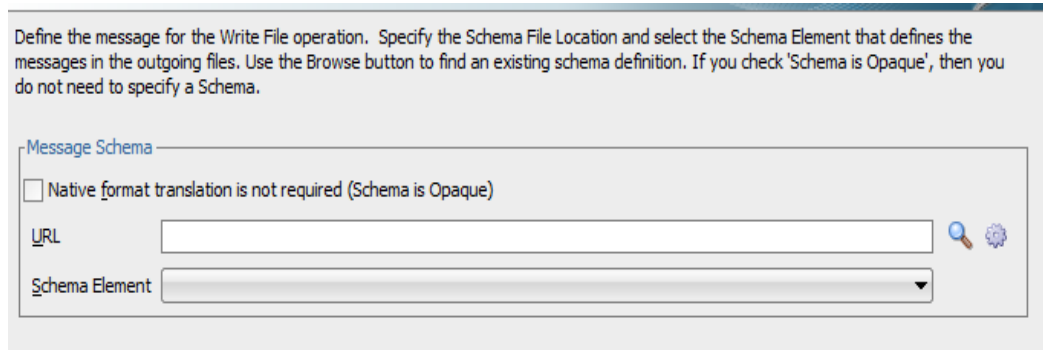 Define the message for the Write File operation.  Specify the Schema File Location and select the Schema Element that defines the
messages in the outgoing files. Use the Browse button to find an existing schema definition. If you check 'Schema is Opaque', then you
do not need to specify a Schema.
Message Schema
Native format translation is not required (Schema is Opaque)
URL
Schema Element